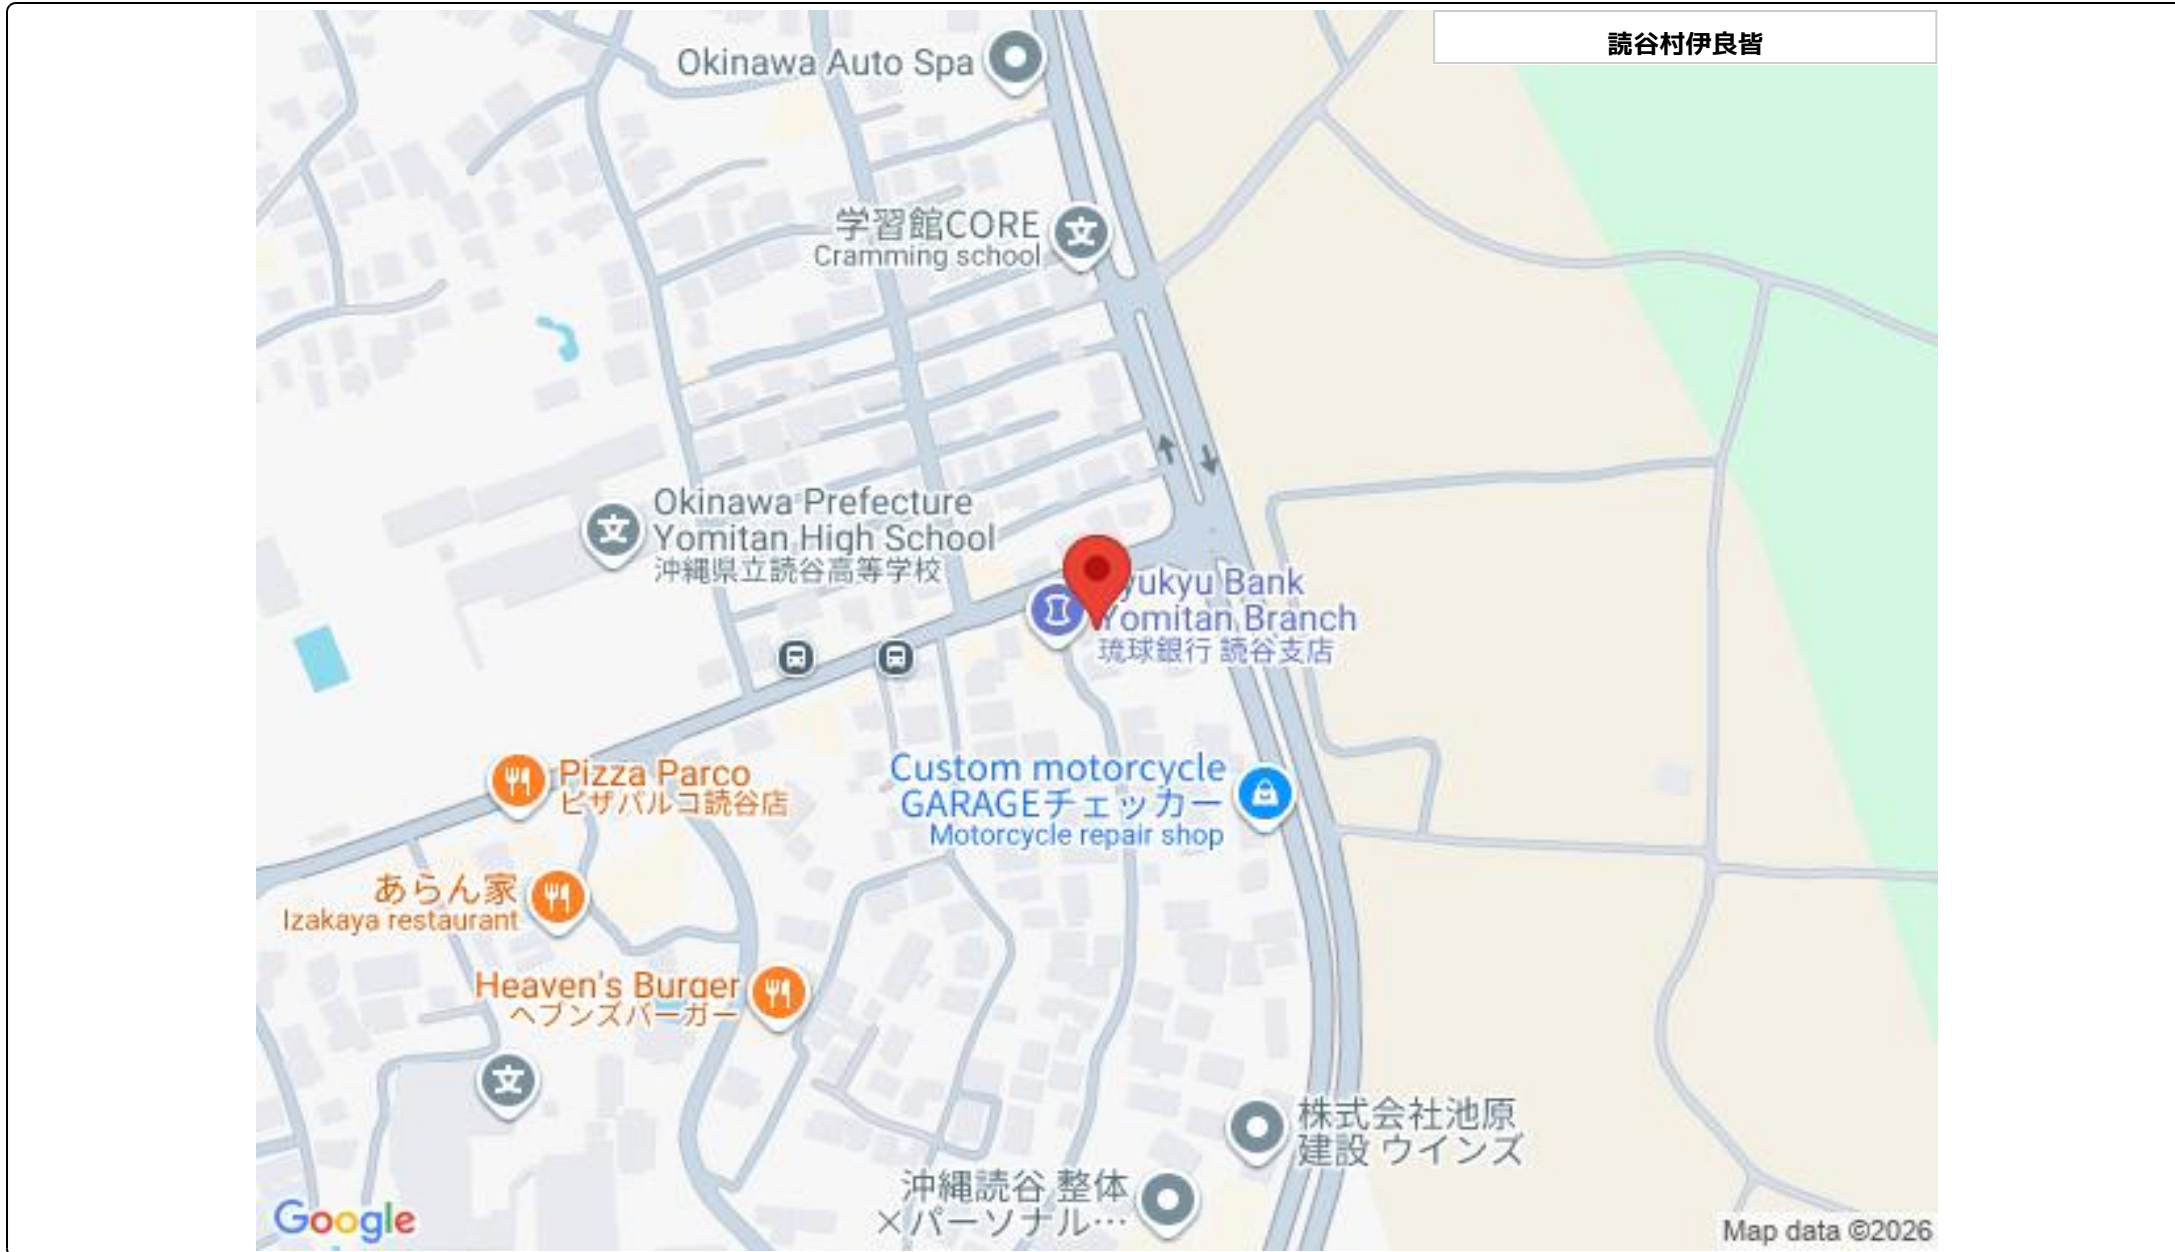 読谷村伊良皆
Okinawa Auto Spa
学習館CORE
Cramming school
Okinawa Prefecture
Yomitan High School
沖縄県立読谷高等学校
yukyu Bank
Yomitan Branch
琉球銀行 読谷支店
Pizza Parco
ピザパルコ読谷店
Custom motorcycle
GARAGEチェッカー
Motorcycle repair shop
あらん家
Izakaya restaurant
Heaven's Burger
ヘブンズバーガー
株式会社池原
建設 ウインズ
沖縄読谷 整体
×パーソナル…
Google
Map data ©2026